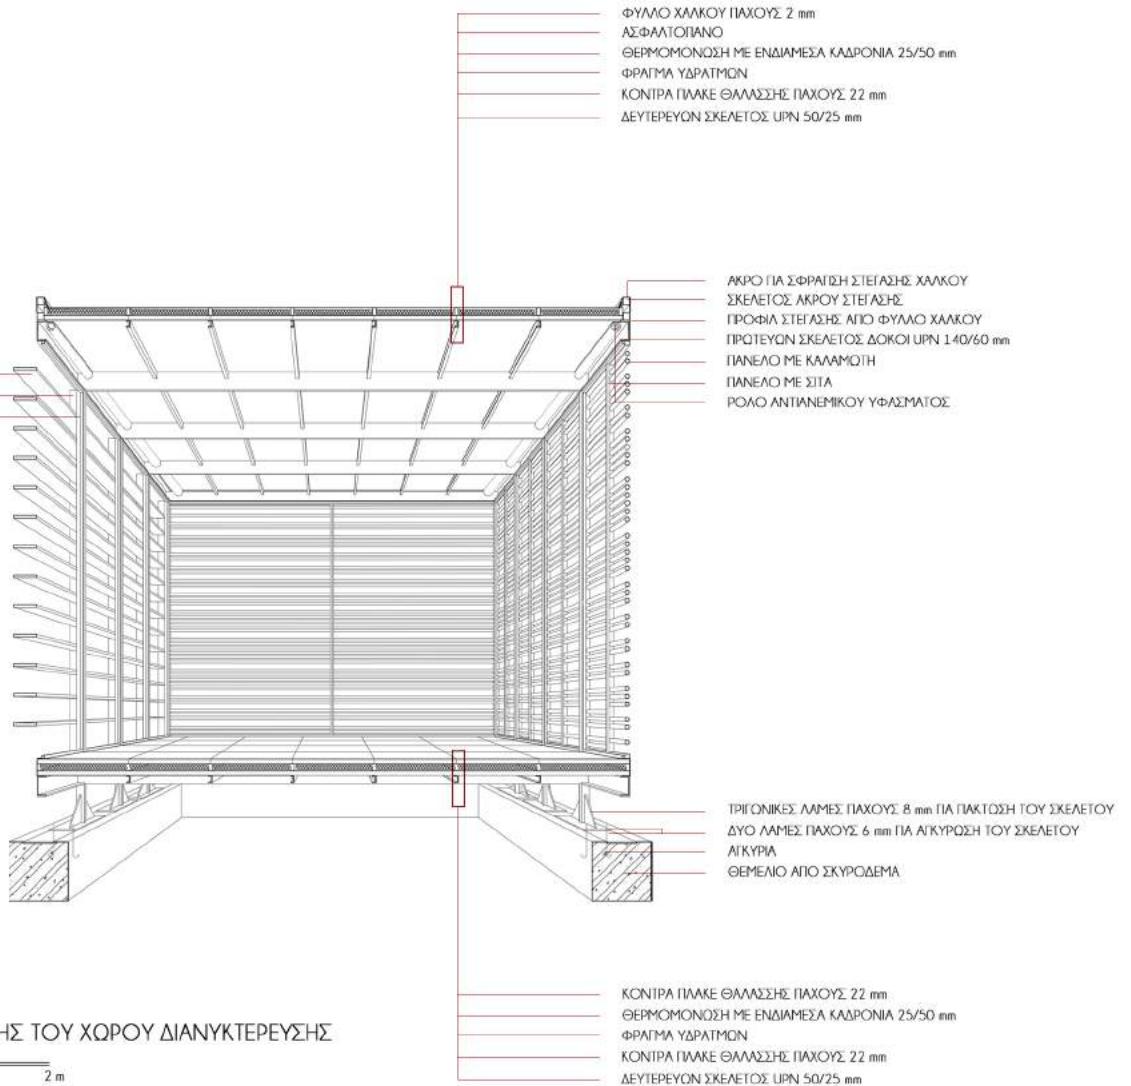 ΦΥΛΛΟ ΧΑΛΚΟΥ ΠΑΧΟΥΣ 2 mm
ΑΣΦΑΛΤΟΠΑΝΟ
ΘΕΡΜΟΜΟΝΩΣΗ ΜΕ ΕΝΔΙΑΜΕΣΑ ΚΑΔΡΟΝΙΑ 25/50 mm
ΦΡΑΓΜΑ ΥΔΡΑΤΜΩΝ
ΚΟΝΤΡΑ ΠΛΑΚΕ ΘΑΛΑΣΣΗΣ ΠΑΧΟΥΣ 22 mm
ΔΕΥΤΕΡΕΥΩΝ ΣΚΕΛΕΤΟΣ UPN 50/25 mm
ΑΚΡΟ ΓΙΑ ΣΦΡΑΓΙΣΗ ΣΤΕΓΑΣΗΣ ΧΑΛΚΟΥ
ΣΚΕΛΕΤΟΣ ΑΚΡΟΥ ΣΤΕΓΑΣΗΣ
ΠΡΟΦΙΛ ΣΤΕΓΑΣΗΣ ΑΠΟ ΦΥΛΛΟ ΧΑΛΚΟΥ
ΠΡΩΤΕΥΩΝ ΣΚΕΛΕΤΟΣ ΔΟΚΟΙ UPN 140/60 mm
ΠΑΝΕΛΟ ΜΕ ΚΑΛΑΜΩΤΗ
ΠΑΝΕΛΟ ΜΕ ΣΙΤΑ
ΡΟΛΟ ΑΝΤΙΑΝΕΜΙΚΟΥ ΥΦΑΣΜΑΤΟΣ
ΤΡΙΓΩΝΙΚΕΣ ΛΑΜΕΣ ΠΑΧΟΥΣ 8 mm ΓΙΑ ΠΑΚΤΩΣΗ ΤΟΥ ΣΚΕΛΕΤΟΥ
ΔΥΟ ΛΑΜΕΣ ΠΑΧΟΥΣ 6 mm ΓΙΑ ΑΓΚΥΡΩΣΗ ΤΟΥ ΣΚΕΛΕΤΟΥ
ΑΓΚΥΡΙΑ
ΘΕΜΕΛΙΟ ΑΠΟ ΣΚΥΡΟΔΕΜΑ
ΚΟΝΤΡΑ ΠΛΑΚΕ ΘΑΛΑΣΣΗΣ ΠΑΧΟΥΣ 22 mm
ΘΕΡΜΟΜΟΝΩΣΗ ΜΕ ΕΝΔΙΑΜΕΣΑ ΚΑΔΡΟΝΙΑ 25/50 mm
ΦΡΑΓΜΑ ΥΔΡΑΤΜΩΝ
ΚΟΝΤΡΑ ΠΛΑΚΕ ΘΑΛΑΣΣΗΣ ΠΑΧΟΥΣ 22 mm
ΔΕΥΤΕΡΕΥΩΝ ΣΚΕΛΕΤΟΣ UPN 50/25 mm
ΗΣ ΤΟΥ ΧΩΡΟΥ ΔΙΑΝΥΚΤΕΡΕΥΣΗΣ
2 m